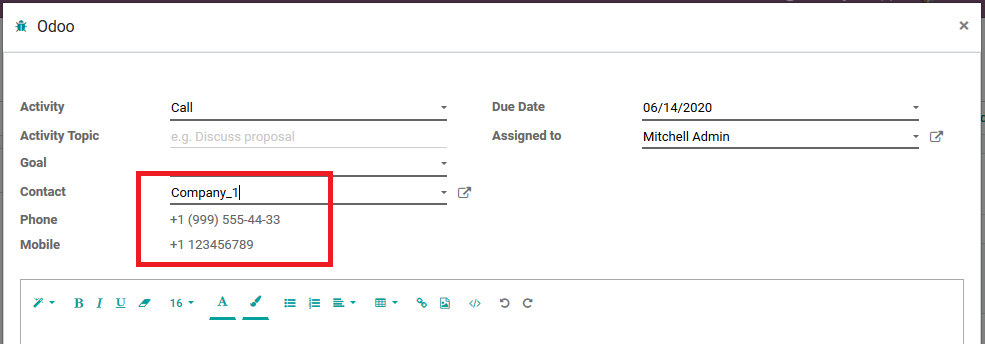 Odoo ×
Activity Call Due Date 06/14/2020
Activity Topic e.g. Discuss proposal Assigned to Mitchell Admin
Goal
Contact Company_1
Phone +1 (999) 555-44-33
Mobile +1 123456789
B I U 16 A </>